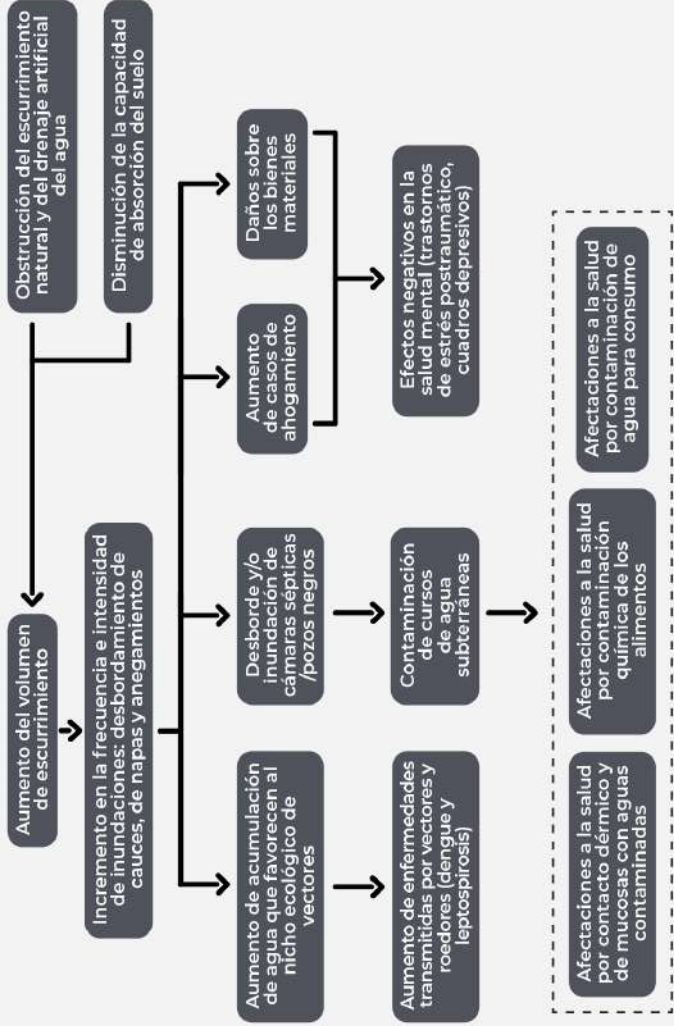 Obstrucción del escurrimiento
natural y del drenaje artificial
del agua
Disminución de la capacidad
de absorción del suelo
Aumento del volumen
de escurrimiento
Incremento en la frecuencia e intensidad
de inundaciones: desbordamiento de
cauces, de napas y anegamientos
Aumento de acumulación
de agua que favorecen al
nicho ecológico de
vectores
Desborde y/o
inundación de
cámaras sépticas
/pozos negros
Aumento
de casos de
ahogamiento
Daños sobre
los bienes
materiales
Aumento de enfermedades
transmitidas por vectores y
roedores (dengue y
leptospirósis)
Contaminación
de cursos
de agua
subterráneas
Efectos negativos en la
salud mental (trastornos
de estrés postraumático,
cuadros depresivos)
Afectaciones a la salud
por contacto dérmico y
de mucosas con aguas
contaminadas
Afectaciones a la salud
por contaminación
química de los
alimentos
Afectaciones a la salud
por contaminación de
agua para consumo